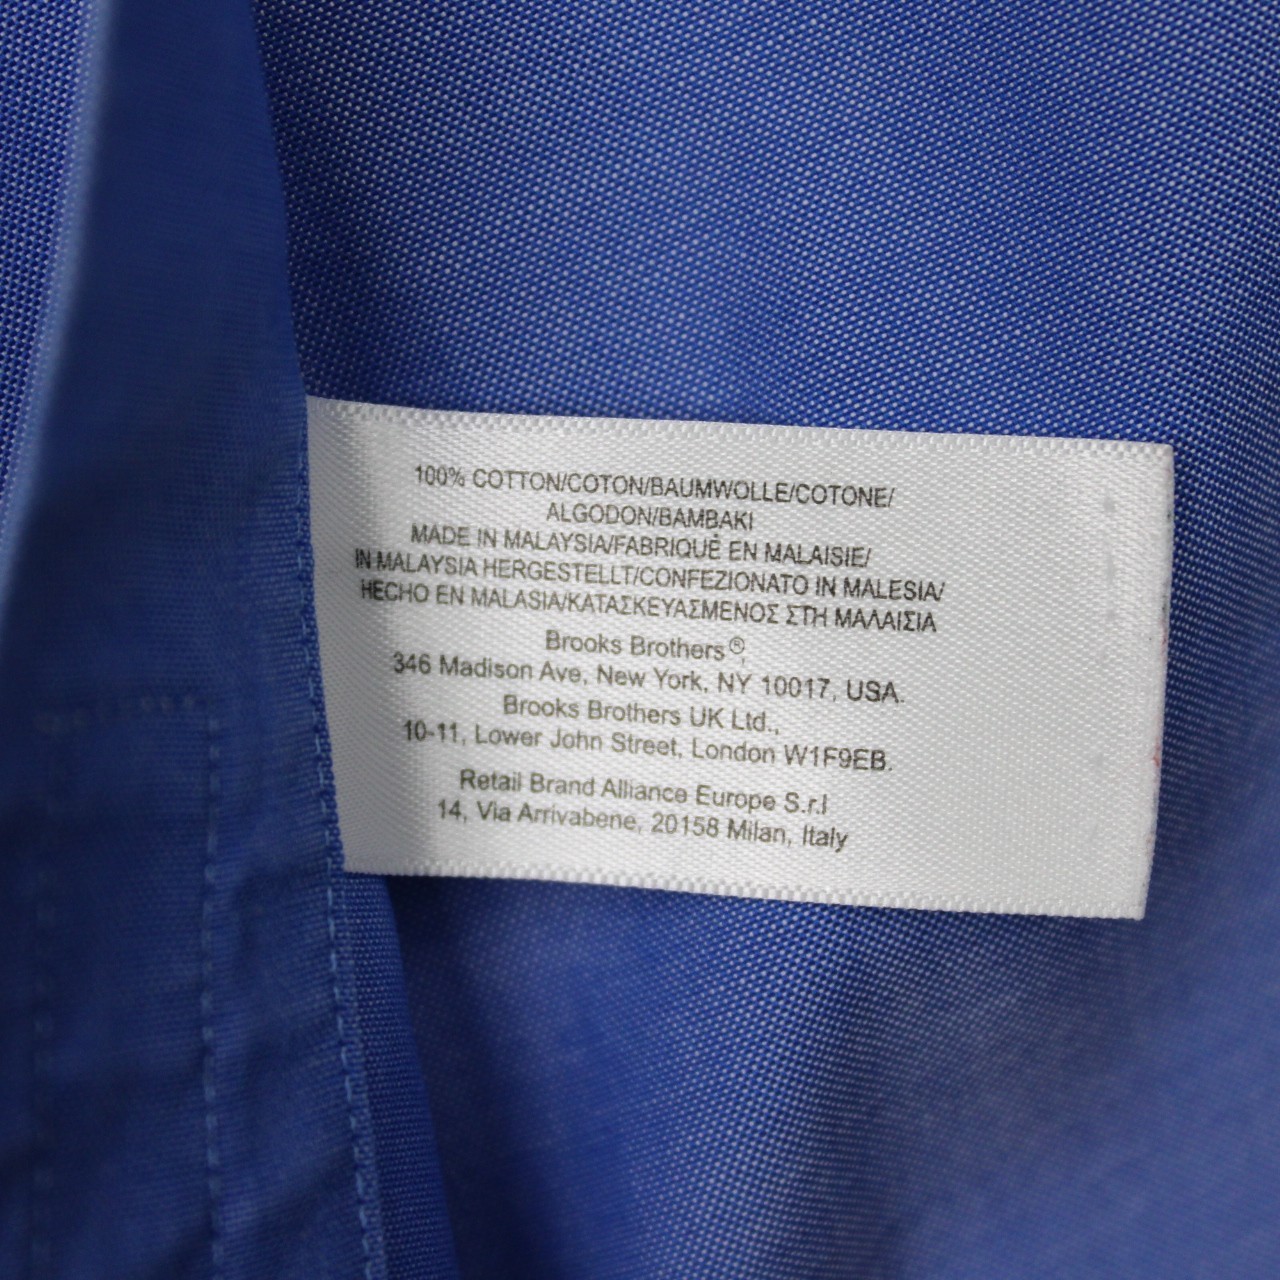 100% COTTON/COTON/BAUMWOLLE/COTONE/
ALGODON/BAMBAKI
MADE IN MALAYSIA/FABRIQUÊ EN MALAISIE/
IN MALAYSIA HERGESTELLT/CONFEZIONATO IN MALESIA/
HECHO EN MALASIA/ΚΑΤΑΣΚΕΥΑΣΜΕΝΟΣ ΣΤΗ ΜΑΛΑΙΣΙΑ
Brooks Brothers®,
346 Madison Ave, New York, NY 10017, USA.
Brooks Brothers UK Ltd.,
10-11, Lower John Street, London W1F9EB.
Retail Brand Alliance Europe S.r.l
14, Via Arrivabene, 20158 Milan, Italy